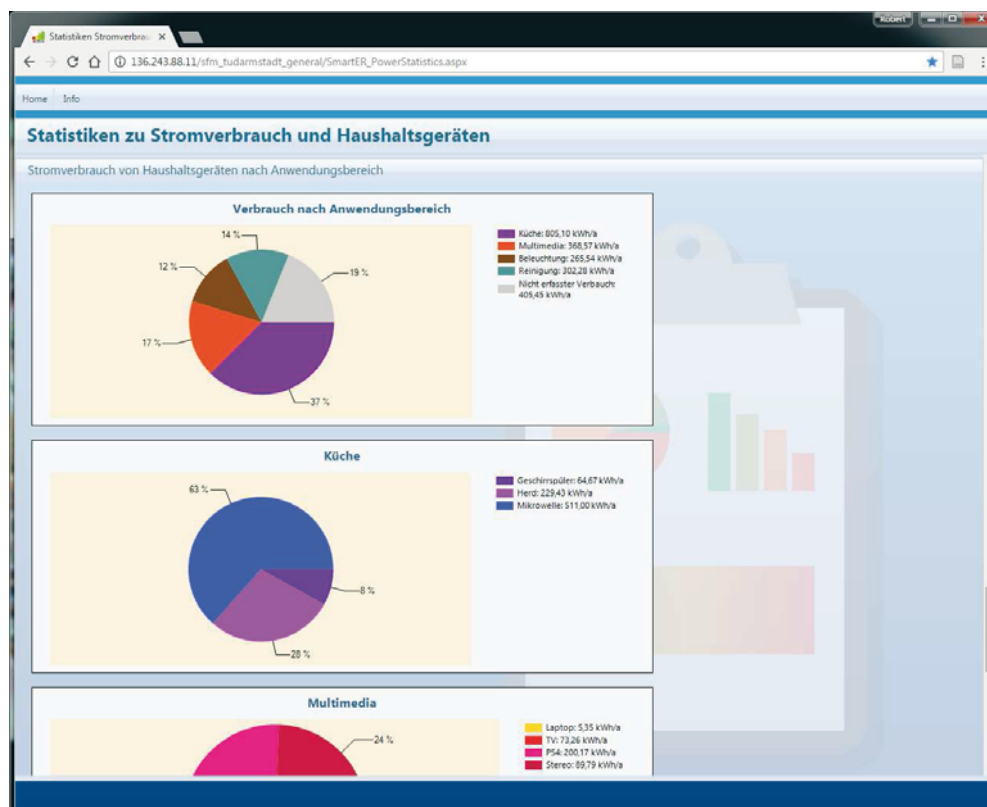 Robert
Statistiken Stromverbrau
136.243.88.11/sfm_tudarmstadt_general/SmartER_PowerStatistics.aspx
Home Info
Statistiken zu Stromverbrauch und Haushaltsgeräten
Stromverbrauch von Haushaltsgeräten nach Anwendungsbereich
Verbrauch nach Anwendungsbereich
14 %
12 %
19 %
17 %
37 %
Küche: 805,10 kWh/a
Multimedia: 368,57 kWh/a
Beleuchtung: 265,54 kWh/a
Reinigung: 302,28 kWh/a
Nicht erfasster Verbauch:
405,45 kWh/a
Küche
63 %
8 %
28 %
Geschirrspüler: 64,67 kWh/a
Herd: 229,43 kWh/a
Mikrowelle: 511,00 kWh/a
Multimedia
24 %
Laptop: 5,35 kWh/a
TV: 73,26 kWh/a
PS4: 200,17 kWh/a
Stereo: 89,79 kWh/a